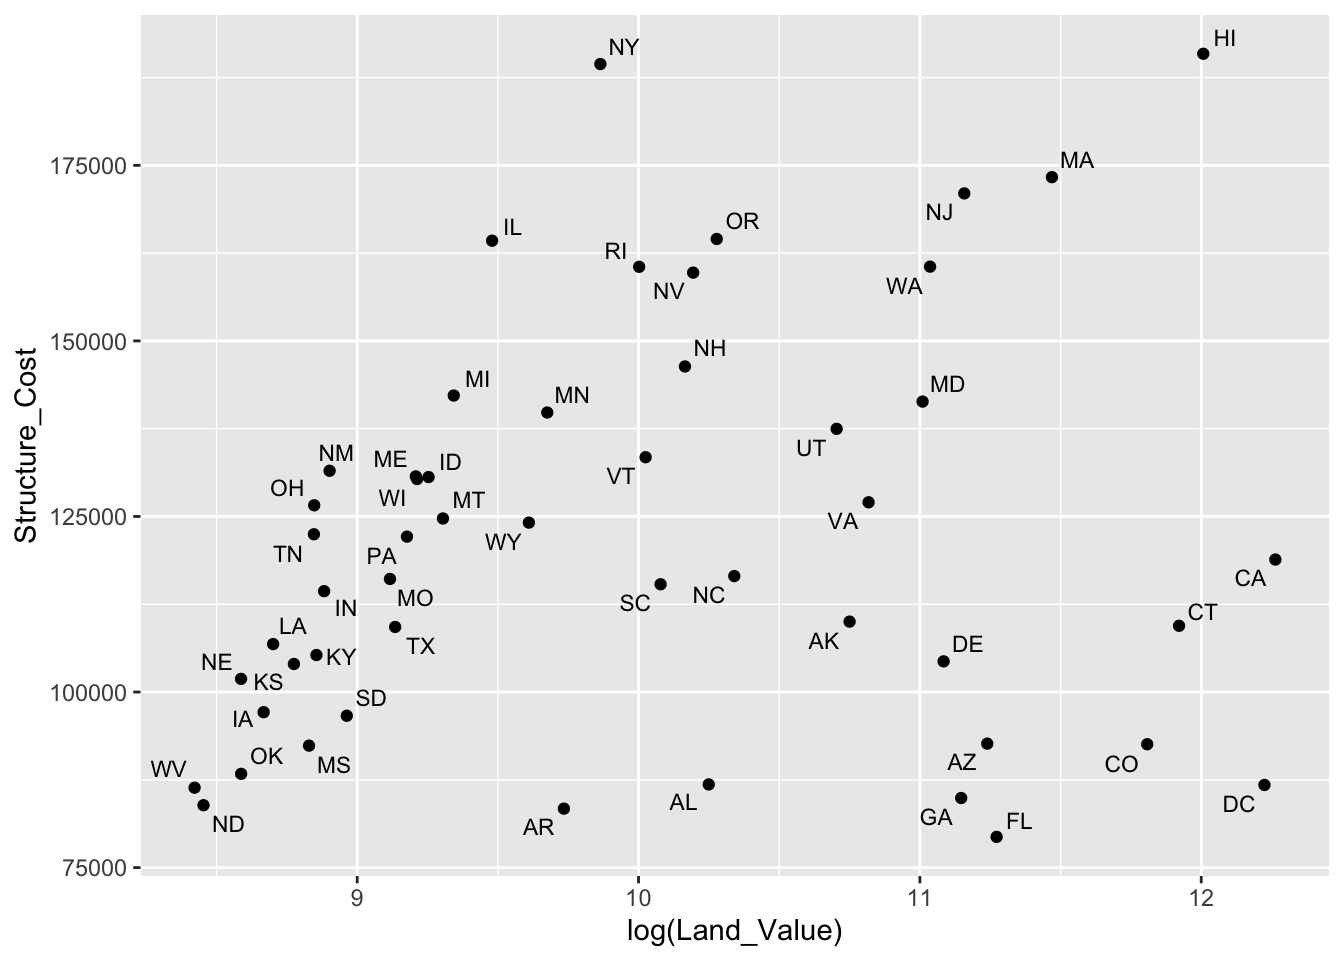 NY
HI
175000
MA
NJ
IL
OR
RI
NV
WA
150000
NH
MI
MN
MD
UT
NM
ME
ID
VT
OH
WI
MT
125000
VA
WY
TN
PA
CA
SC
NC
IN
MO
CT
LA
AK
TX
DE
KY
NE
KS
100000
SD
IA
OK
MS
AZ
CO
WV
AL
DC
ND
AR
GA
FL
75000
9
10
11
12
log(Land_Value)
Structure_Cost